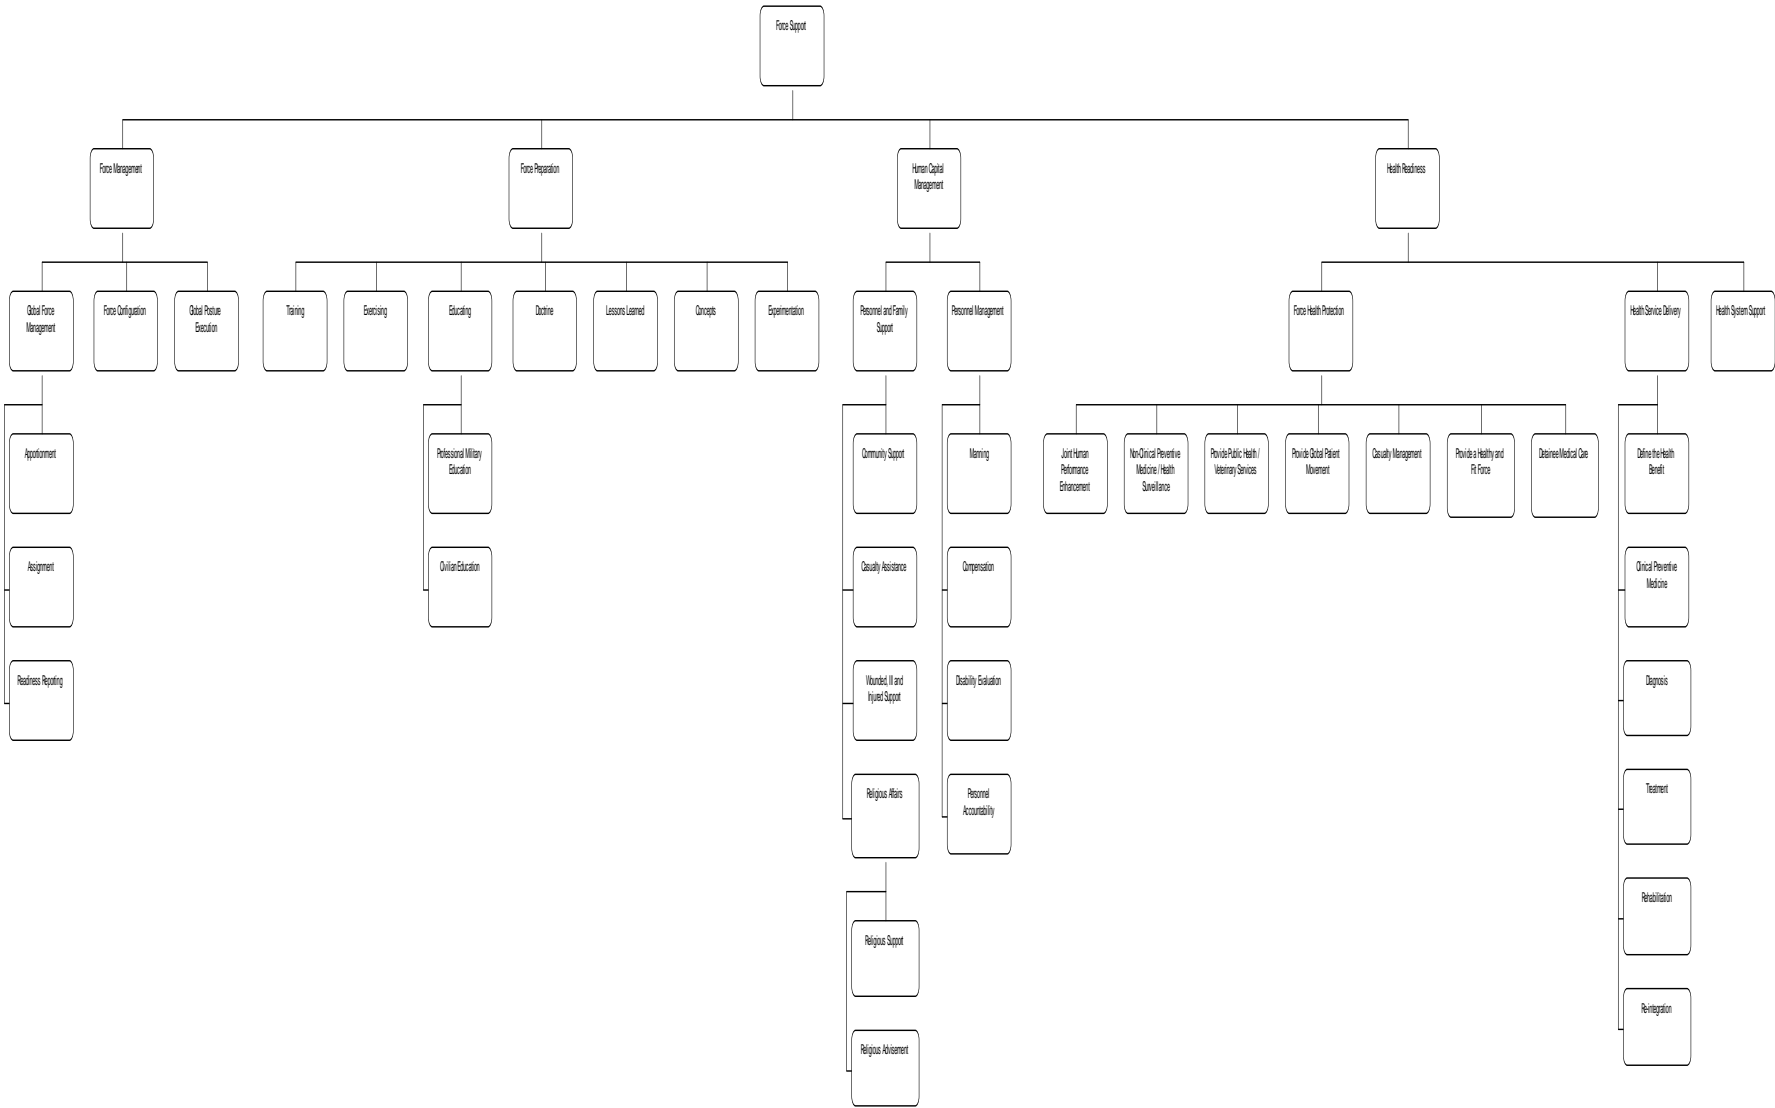 Force Support
Force Management
Force Preparation
Human Capital
Management
Health Readiness
Global Force
Management
Force Configuration
Global Posture
Execution
Training
Exercising
Educating
Doctrine
Lessons Learned
Concepts
Experimentation
Personnel and Family
Support
Personnel Management
Force Health Protection
Health Service Delivery
Health System Support
Apportionment
Professional Military
Education
Community Support
Manning
Joint Human
Performance
Enhancement
Non-Clinical Preventive
Medicine / Health
Surveillance
Provide Public Health /
Veterinary Services
Provide Global Patient
Movement
Casualty Management
Provide a Healthy and
Fit Force
Detainee Medical Care
Define the Health
Benefit
Assignment
Civilian Education
Casualty Assistance
Compensation
Clinical Preventive
Medicine
Readiness Reporting
Wounded, Ill and
Injured Support
Disability Evaluation
Diagnosis
Religious Affairs
Personnel
Accountability
Treatment
Rehabilitation
Religious Support
Re-integration
Religious Advisement